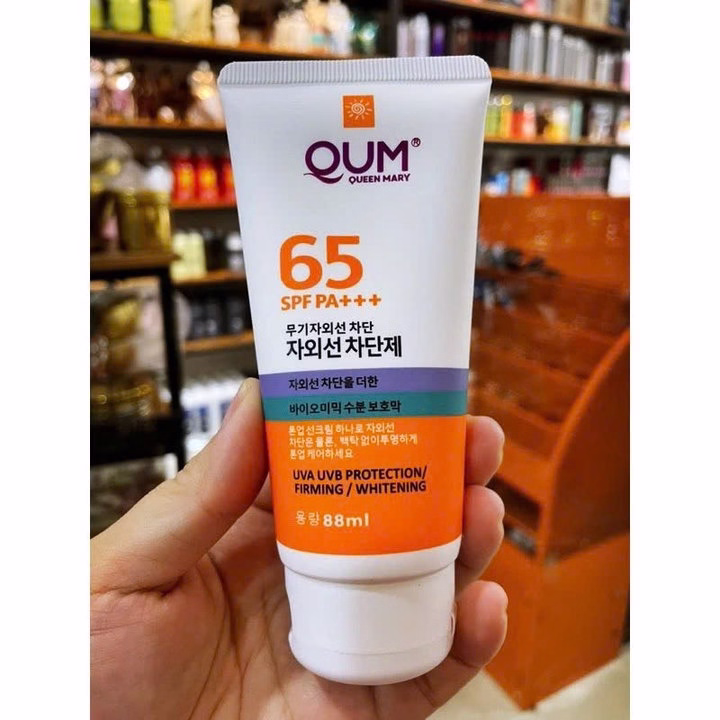 QUM®
QUEEN MARY
65
SPF PA+++
무기자외선 차단
자외선 차단제
자외선 차단을 더한
바이오미믹 수분 보호막
톤업 선크림 하나로 자외선
차단은 물론, 백탁 없이투명하게
톤업 케어하세요
UVA UVB PROTECTION/
FIRMING / WHITENING
용량 88ml